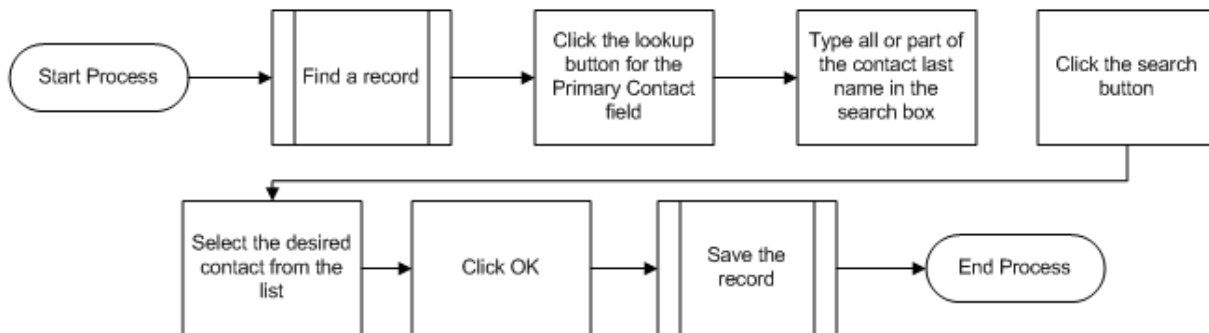 Start Process
Find a record
Click the lookup
button for the
Primary Contact
field
Type all or part of
the contact last
name in the
search box
Click the search
button
Select the desired
contact from the
list
Click OK
Save the
record
End Process